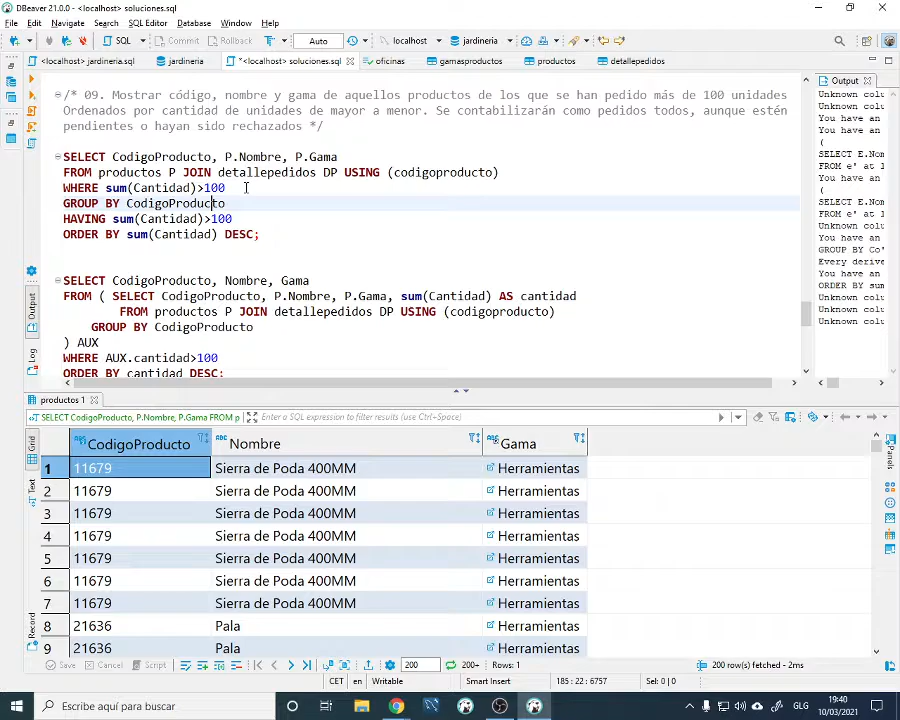 DBeaver 21.0.0 - *<localhost> soluciones.sql
File Edit Navigate Search SQL Editor Database Window Help
SQL Commit Rollback T Auto localhost jardineria
<localhost> jardineria.sql jardineria *<localhost> soluciones.sql oficinas gamasproductos productos detallepedidos
/* 09. Mostrar código, nombre y gama de aquellos productos de los que se han pedido más de 100 unidades
Ordenados por cantidad de unidades de mayor a menor. Se contabilizarán como pedidos todos, aunque estén
pendientes o hayan sido rechazados */
SELECT CodigoProducto, P.Nombre, P.Gama
FROM productos P JOIN detallepedidos DP USING (codigoproducto)
WHERE sum(Cantidad)>100
GROUP BY CodigoProducto
HAVING sum(Cantidad)>100
ORDER BY sum(Cantidad) DESC;
SELECT CodigoProducto, Nombre, Gama
FROM ( SELECT CodigoProducto, P.Nombre, P.Gama, sum(Cantidad) AS cantidad
FROM productos P JOIN detallepedidos DP USING (codigoproducto)
GROUP BY CodigoProducto
) AUX
WHERE AUX.cantidad>100
ORDER BY cantidad DESC;
Output
Log
Output
Unknown colu
Unknown colu
You have an
You have an
(
SELECT E.Nom
FROM e' at l
You have an
(
SELECT E.Nom
FROM e' at l
Unknown colu
You have an
GROUP BY Co'
Every derive
You have an
ORDER BY sum
Unknown colu
Unknown colu
Unknown colu
productos 1
SELECT CodigoProducto, P.Nombre, P.Gama FROM p Enter a SQL expression to filter results (use Ctrl+Space)
Grid
Text
Record
Panels
CodigoProducto Nombre Gama
1 11679 Sierra de Poda 400MM Herramientas
2 11679 Sierra de Poda 400MM Herramientas
3 11679 Sierra de Poda 400MM Herramientas
4 11679 Sierra de Poda 400MM Herramientas
5 11679 Sierra de Poda 400MM Herramientas
6 11679 Sierra de Poda 400MM Herramientas
7 11679 Sierra de Poda 400MM Herramientas
8 21636 Pala Herramientas
9 21636 Pala Herramientas
Save Cancel Script 200 200+ Rows: 1 200 row(s) fetched - 2ms
CET en Writable Smart Insert 185 : 22 : 6757 Sel: 0 | 0
Escribe aquí para buscar
GLG
19:40
10/03/2021